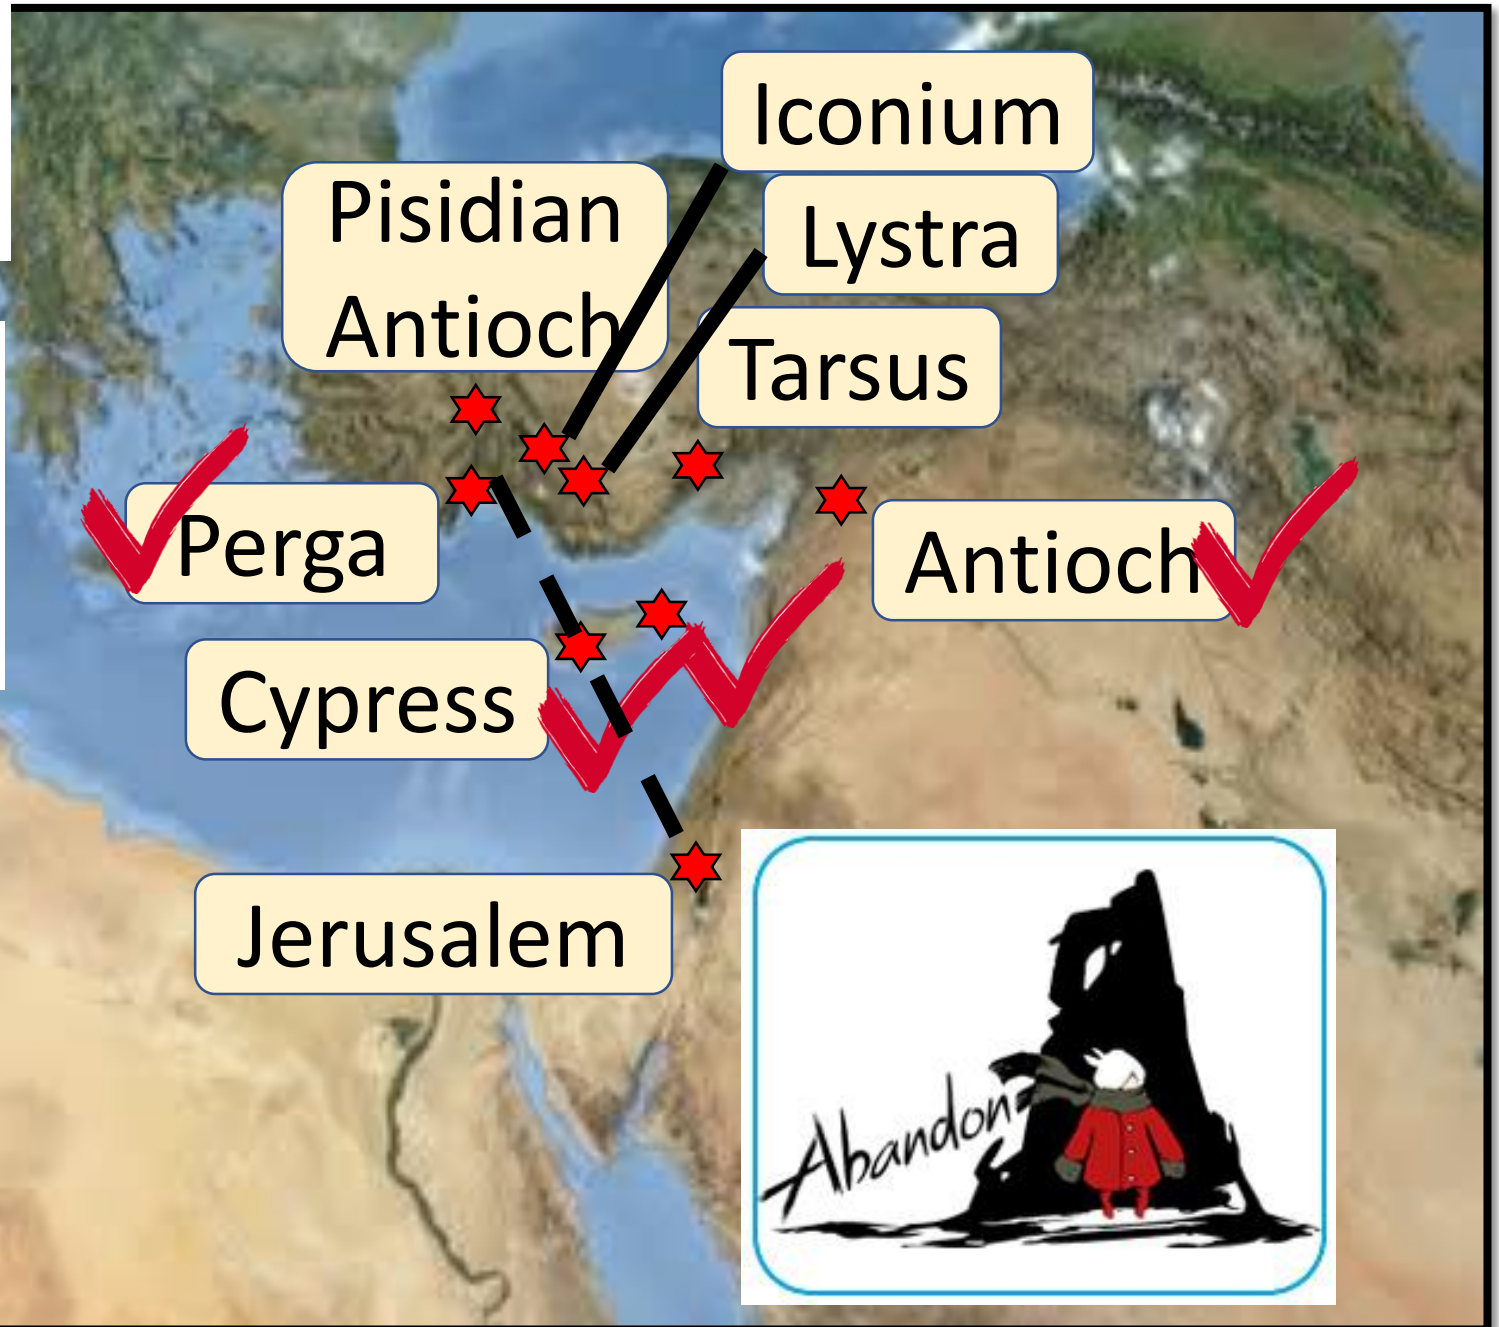 Iconium
Pisidian
Antioch
Lystra
Tarsus
Perga
Antioch
Cypress
Jerusalem
Abandon